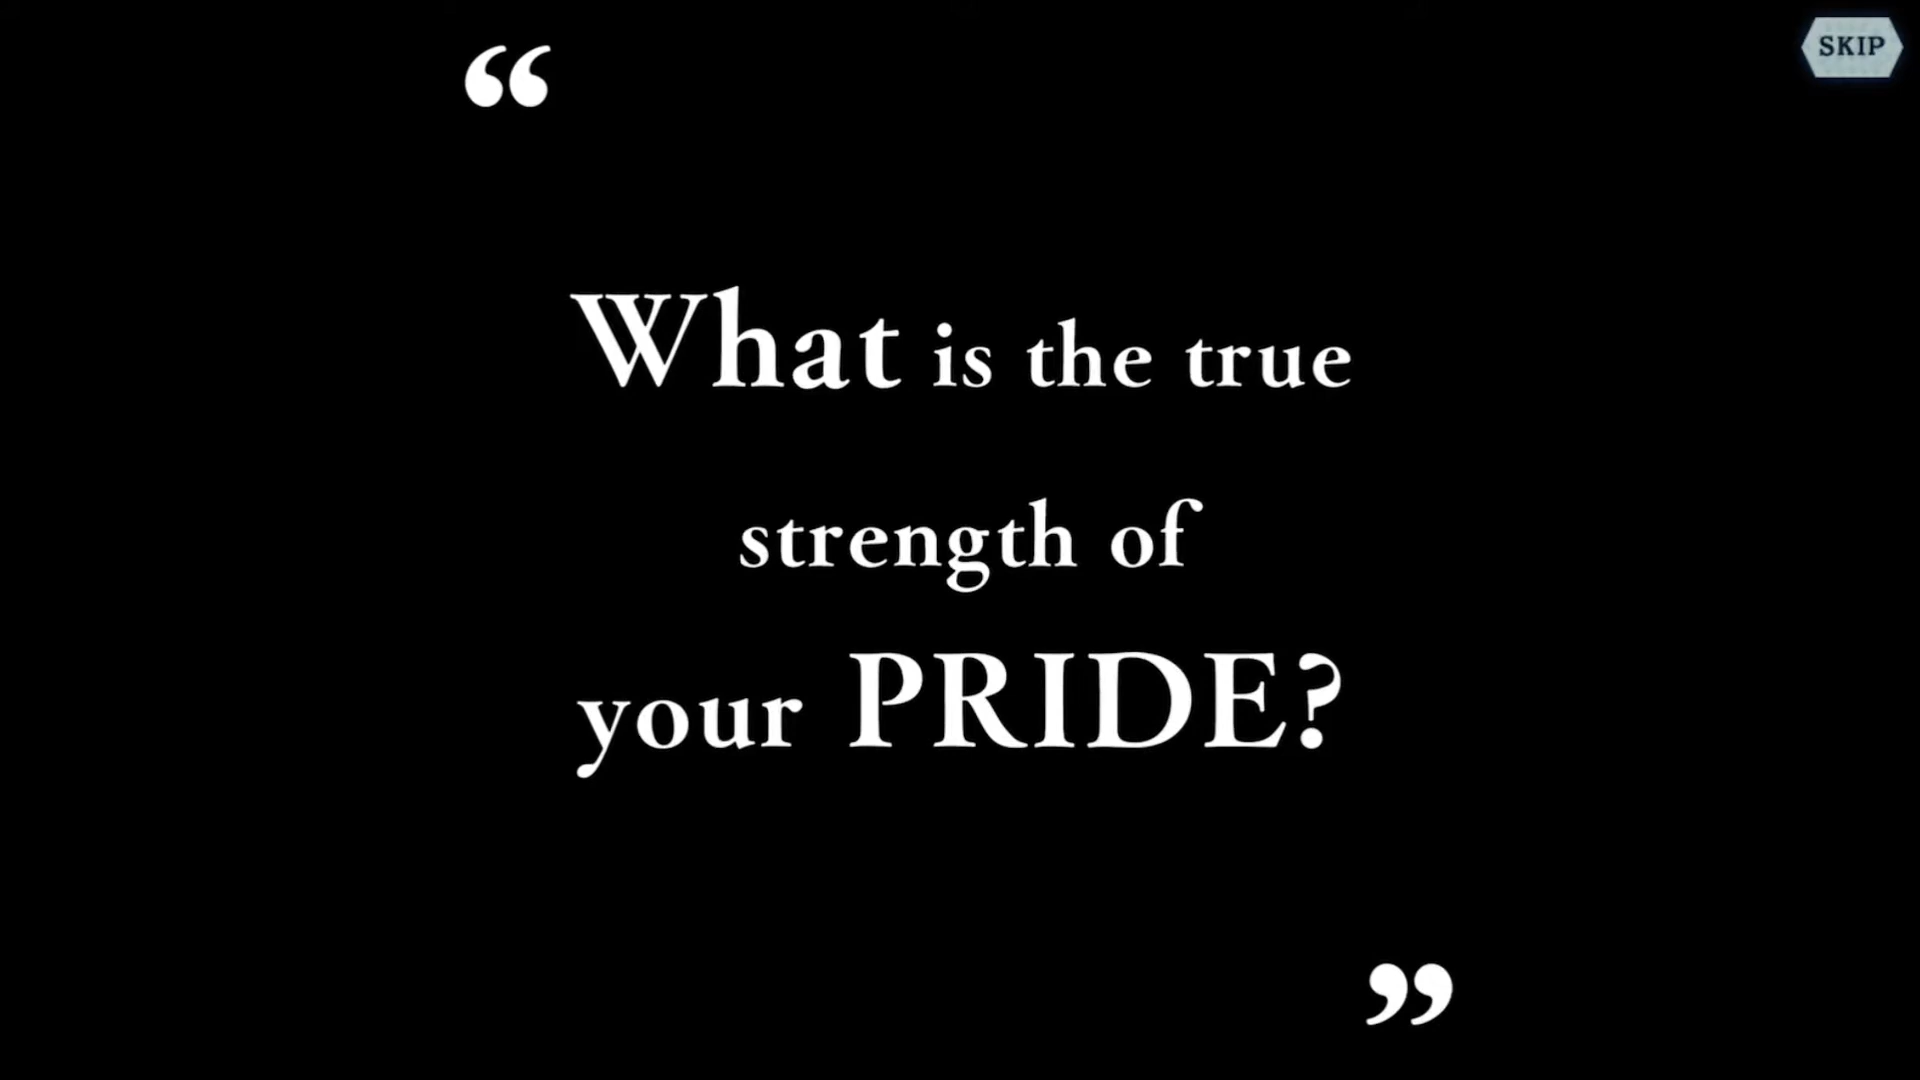 SKIP
“
What is the true
strength of
your PRIDE?
”